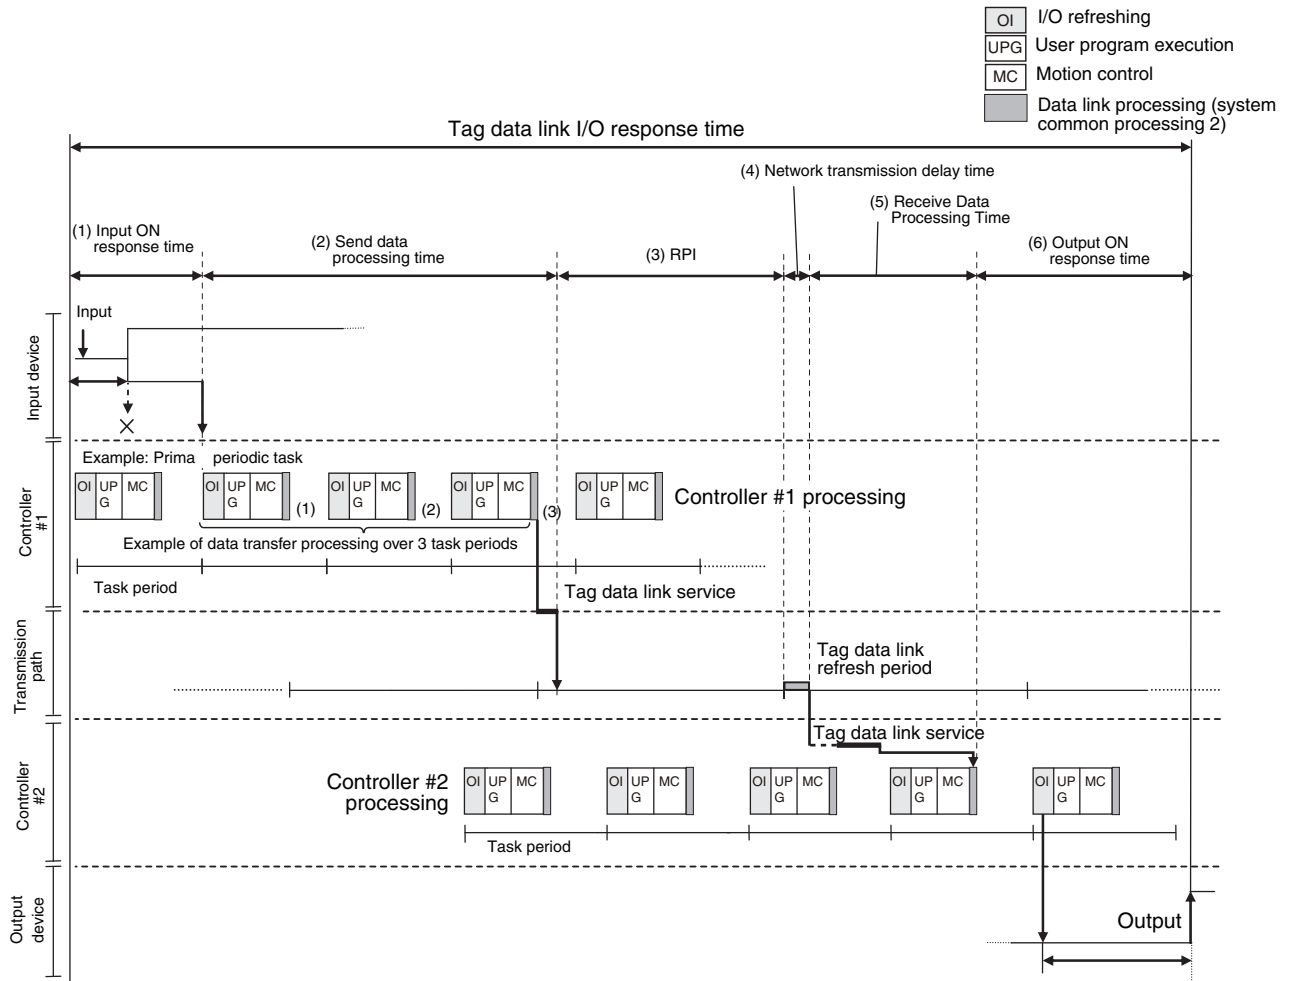 OI I/O refreshing
UPG User program execution
MC Motion control
Data link processing (system
common processing 2)
Tag data link I/O response time
(4) Network transmission delay time
(5) Receive Data
Processing Time
(1) Input ON
response time
(2) Send data
processing time
(3) RPI
(6) Output ON
response time
Input device
Input
Controller
#1
Example: Prima periodic task
OI UP
G MC
OI UP
G MC
(1)
OI UP
G MC
(2)
OI UP
G MC
(3)
OI UP
G MC
Controller #1 processing
Example of data transfer processing over 3 task periods
Task period
Tag data link service
Transmission
path
Tag data link
refresh period
Tag data link service
Controller
#2
Controller #2
processing
OI UP
G MC
OI UP
G MC
OI UP
G MC
OI UP
G MC
OI UP
G MC
Task period
Output
device
Output